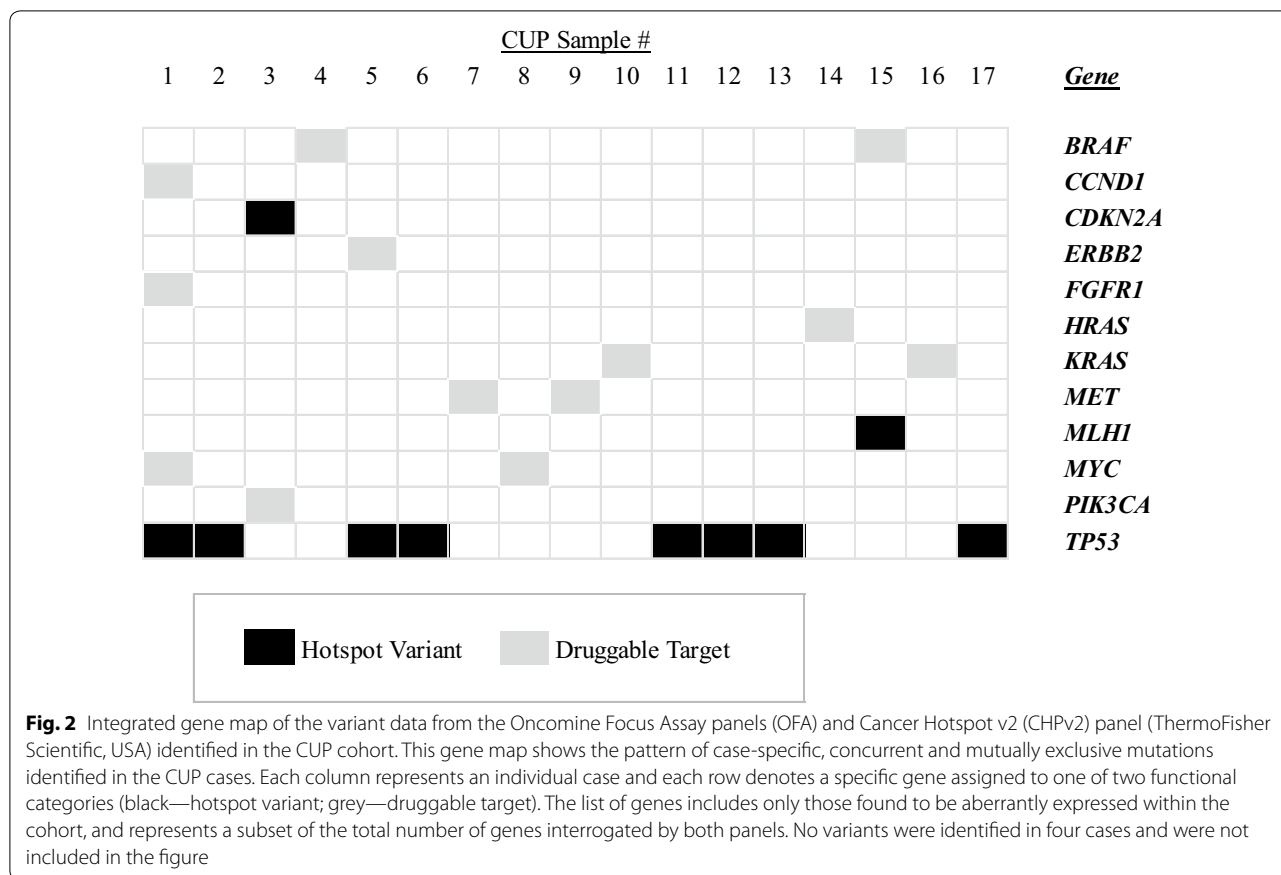 CUP Sample #
1 2 3 4 5 6 7 8 9 10 11 12 13 14 15 16 17 Gene
BRAF
CCND1
CDKN2A
ERBB2
FGFR1
HRAS
KRAS
MET
MLH1
MYC
PIK3CA
TP53
Hotspot Variant Druggable Target
Fig. 2 Integrated gene map of the variant data from the Oncomine Focus Assay panels (OFA) and Cancer Hotspot v2 (CHPv2) panel (ThermoFisher
Scientific, USA) identified in the CUP cohort. This gene map shows the pattern of case-specific, concurrent and mutually exclusive mutations
identified in the CUP cases. Each column represents an individual case and each row denotes a specific gene assigned to one of two functional
categories (black—hotspot variant; grey—druggable target). The list of genes includes only those found to be aberrantly expressed within the
cohort, and represents a subset of the total number of genes interrogated by both panels. No variants were identified in four cases and were not
included in the figure